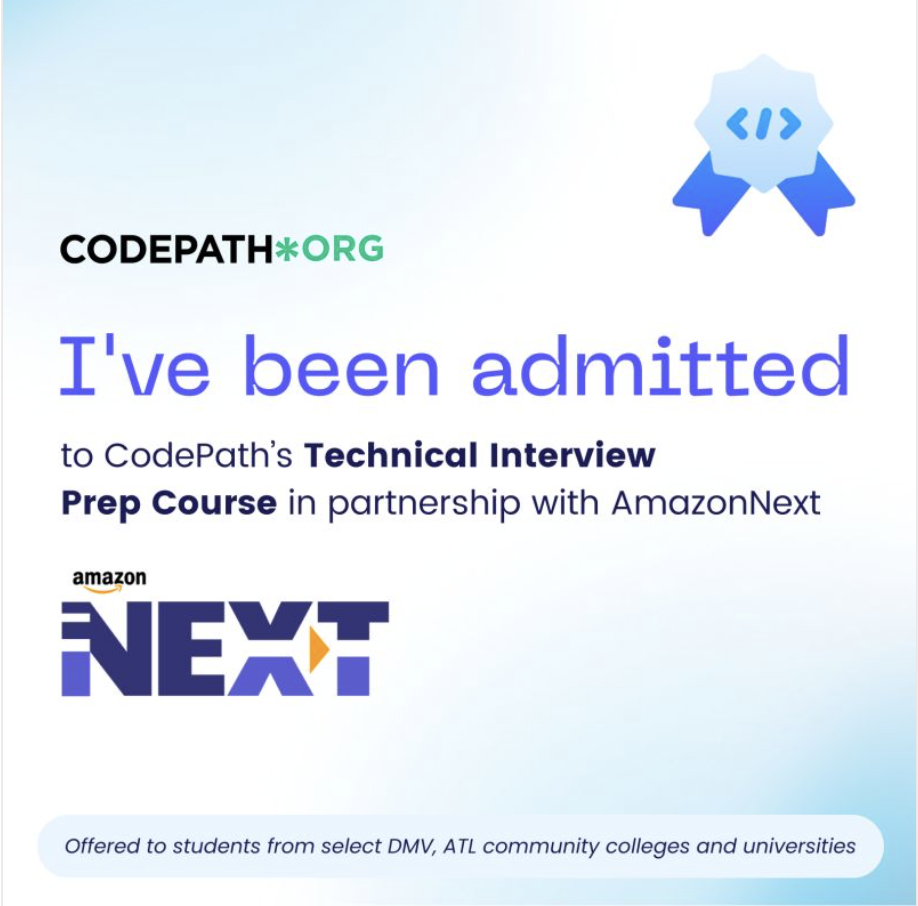 </>
CODEPATH*ORG
I've been admitted
to CodePath's Technical Interview
Prep Course in partnership with AmazonNext
amazon
NEXT
Offered to students from select DMV, ATL community colleges and universities